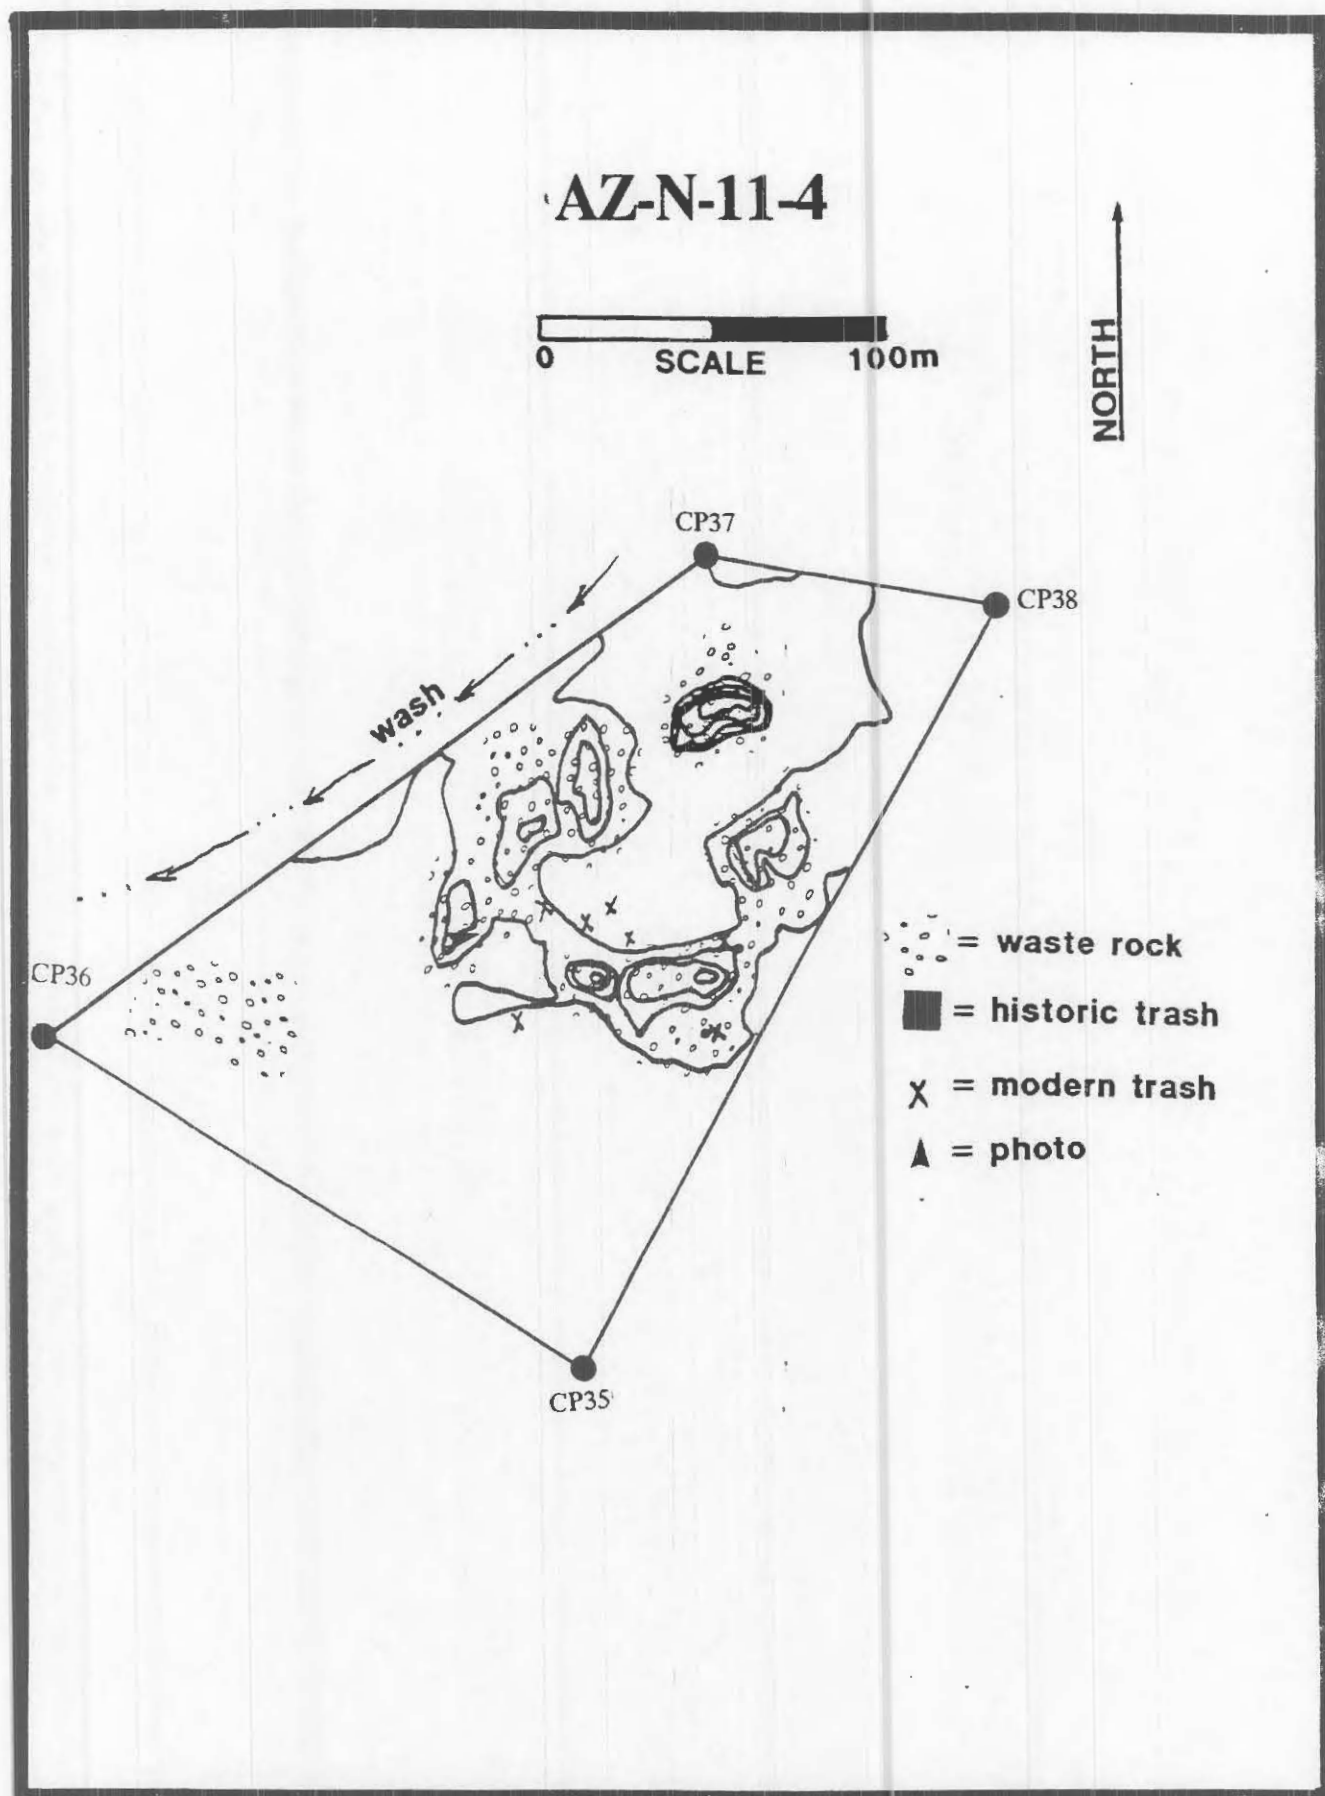 AZ-N-11-4
0 SCALE 100m
NORTH
CP37
CP38
wash
CP36
= waste rock
= historic trash
x = modern trash
= photo
CP35